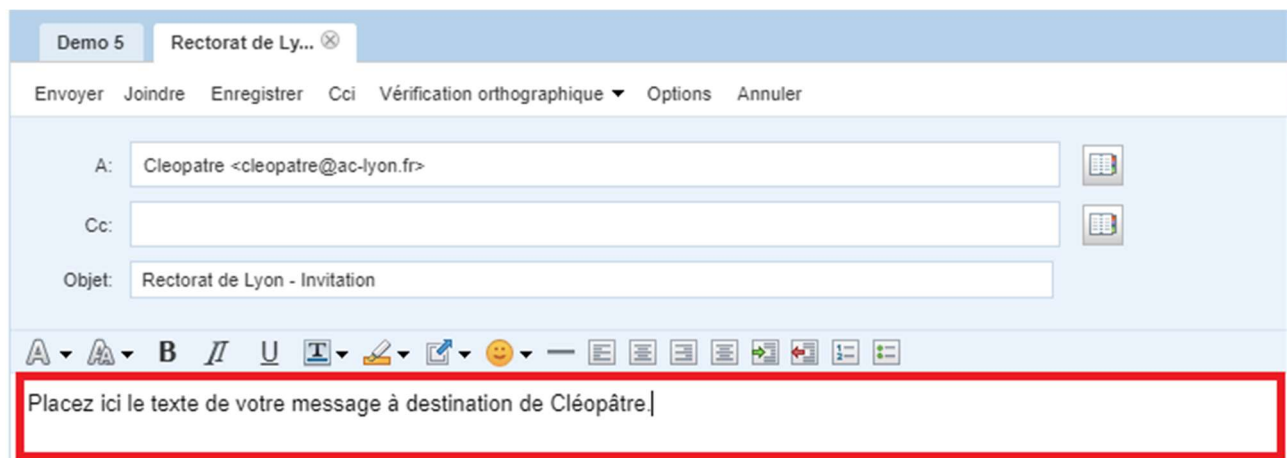 Demo 5 Rectorat de Ly...
Envoyer Joindre Enregistrer Cci Vérification orthographique Options Annuler
A: Cleopatre <cleopatre@ac-lyon.fr>
Cc:
Objet: Rectorat de Lyon - Invitation
B I U T
Placez ici le texte de votre message à destination de Cléopâtre.